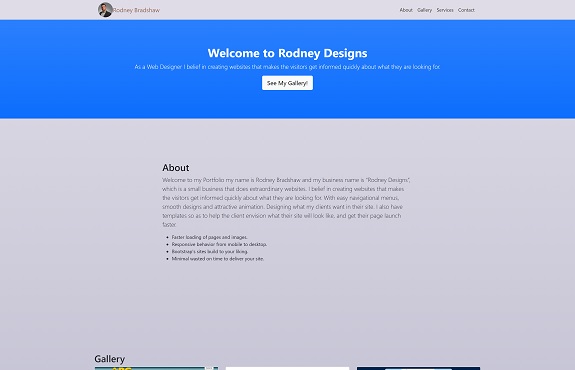 Rodney Bradshaw
About Gallery Services Contact
Welcome to Rodney Designs
As a Web Designer I belief in creating websites that makes the visitors get informed quickly about what they are looking for.
See My Gallery!
About
Welcome to my Portfolio my name is Rodney Bradshaw and my business name is "Rodney Designs",
which is a small business that does extraordinary websites. I belief in creating websites that makes
the visitors get informed quickly about what they are looking for. With easy navigational menus,
smooth designs and attractive animation. Designing what my clients want in their site. I also have
templates so as to help the client envision what their site will look like, and get their page launch
faster.
Faster loading of pages and images.
Responsive behavior from mobile to desktop.
Bootstrap's sites build to your liking.
Minimal wasted on time to deliver your site.
Gallery